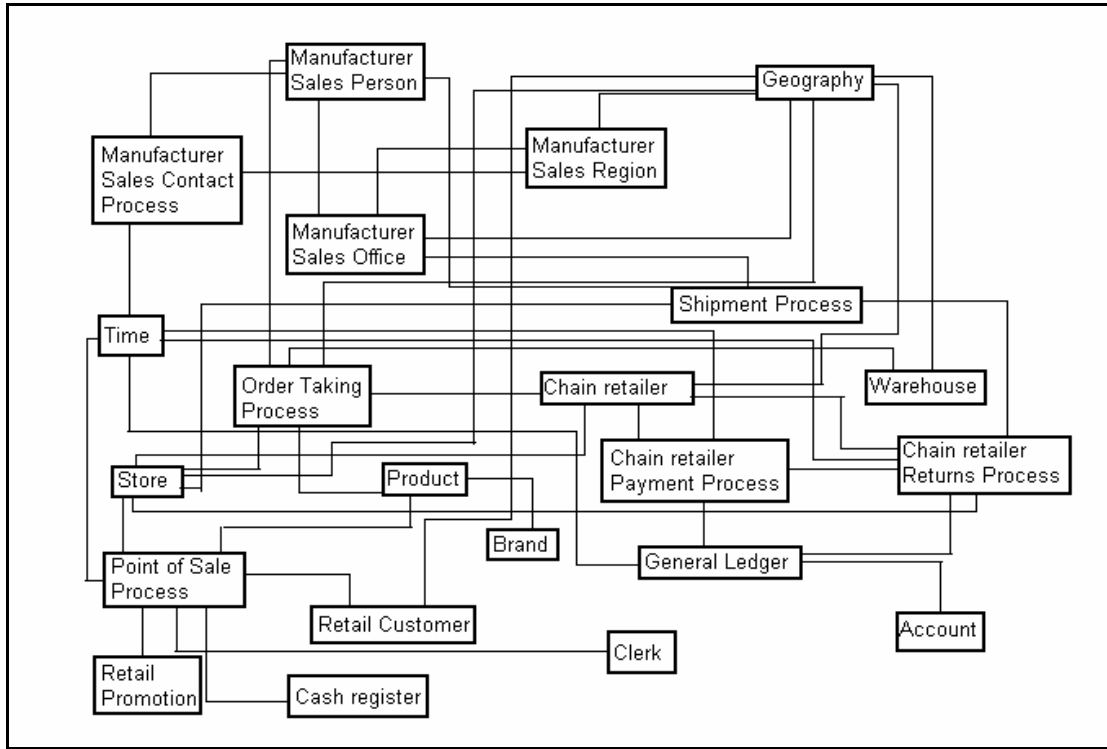 Manufacturer
Sales Person
Geography
Manufacturer
Sales Contact
Process
Manufacturer
Sales Region
Manufacturer
Sales Office
Shipment Process
Time
Order Taking
Process
Chain retailer
Warehouse
Store
Product
Chain retailer
Payment Process
Chain retailer
Returns Process
Brand
General Ledger
Point of Sale
Process
Retail Customer
Account
Clerk
Retail
Promotion
Cash register